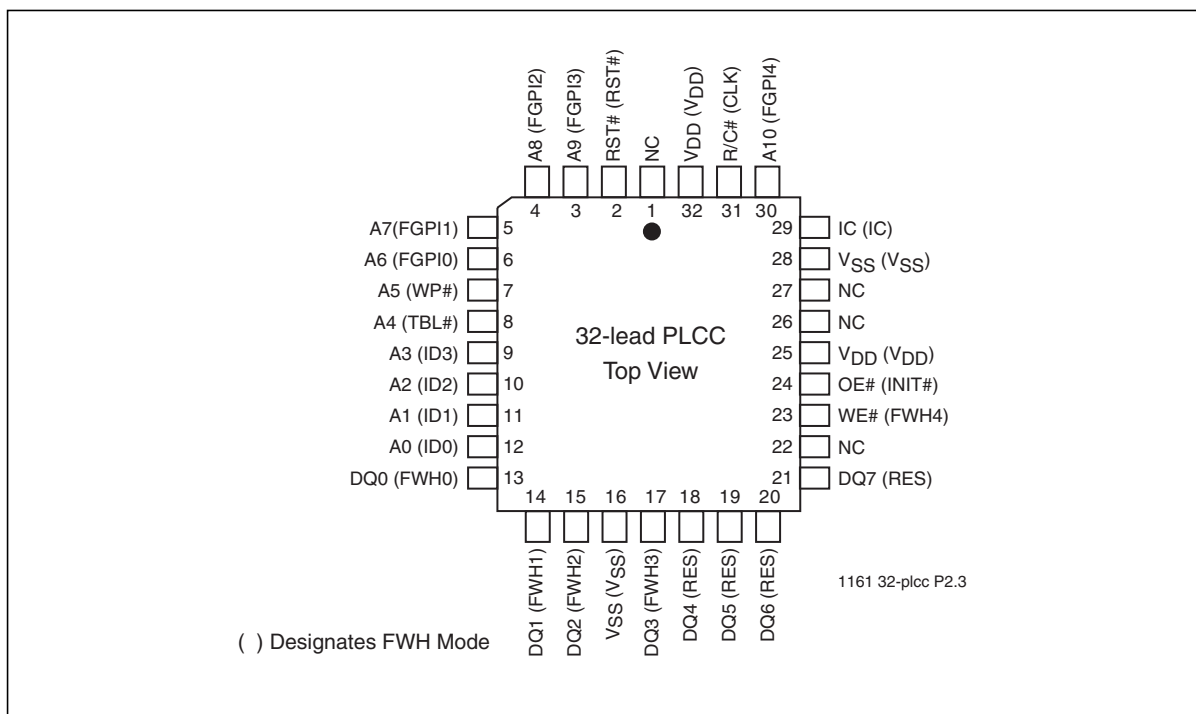 A8 (FGPI2)
A9 (FGPI3)
RST# (RST#)
NC
VDD (VDD)
R/C# (CLK)
A10 (FGPI4)
4
3
2
1
32
31
30
A7(FGPI1)
5
A6 (FGPI0)
6
A5 (WP#)
7
A4 (TBL#)
8
A3 (ID3)
9
A2 (ID2)
10
A1 (ID1)
11
A0 (ID0)
12
DQ0 (FWH0)
13
32-lead PLCC
Top View
29
IC (IC)
28
VSS (VSS)
27
NC
26
NC
25
VDD (VDD)
24
OE# (INIT#)
23
WE# (FWH4)
22
NC
21
DQ7 (RES)
14
15
16
17
18
19
20
DQ1 (FWH1)
DQ2 (FWH2)
VSS (VSS)
DQ3 (FWH3)
DQ4 (RES)
DQ5 (RES)
DQ6 (RES)
1161 32-plcc P2.3
( ) Designates FWH Mode